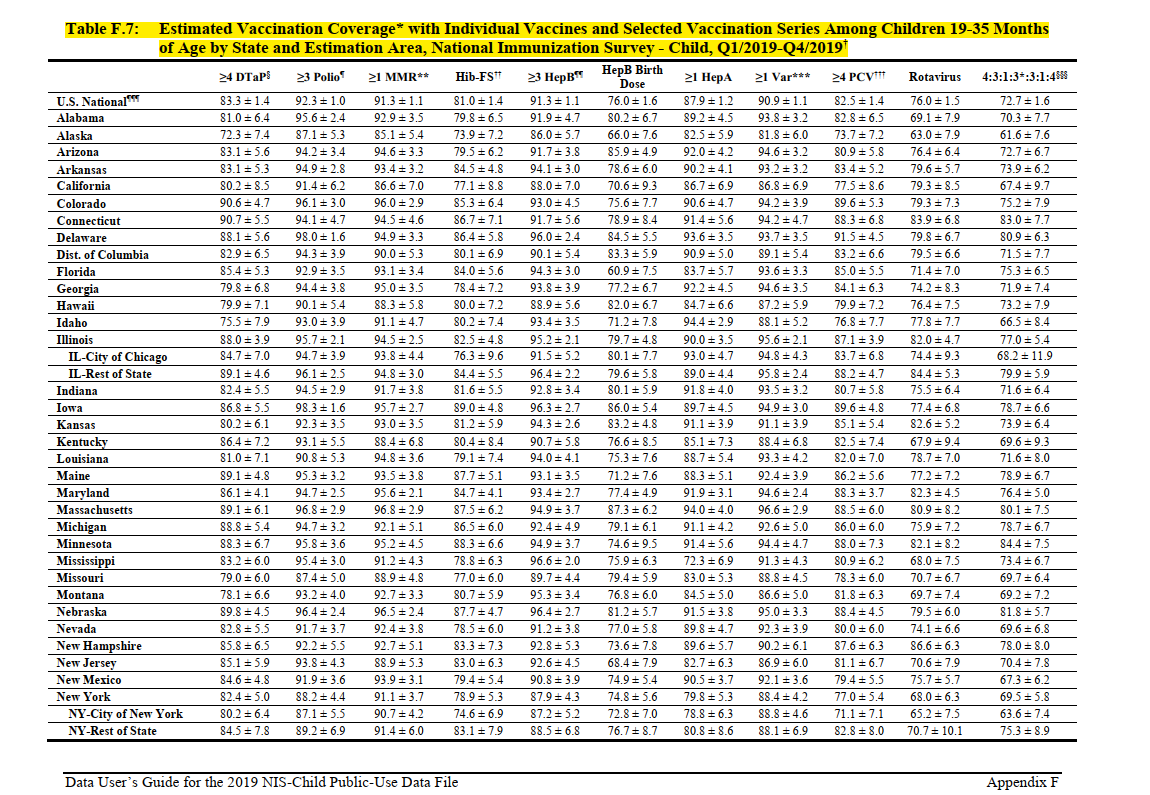 Table F.7: Estimated Vaccination Coverage* with Individual Vaccines and Selected Vaccination Series Among Children 19-35 Months
of Age by State and Estimation Area, National Immunization Survey - Child, Q1/2019-Q4/2019†
≥4 DTaP§ ≥3 Polio¶ ≥1 MMR** Hib-FS†† ≥3 HepB¶¶ HepB Birth Dose ≥1 HepA ≥1 Var*** ≥4 PCV††† Rotavirus 4:3:1:3*:3:1:4§§§
U.S. National¶¶¶ 83.3 ± 1.4 92.3 ± 1.0 91.3 ± 1.1 81.0 ± 1.4 91.3 ± 1.1 76.0 ± 1.6 87.9 ± 1.2 90.9 ± 1.1 82.5 ± 1.4 76.0 ± 1.5 72.7 ± 1.6
Alabama 81.0 ± 6.4 95.6 ± 2.4 92.9 ± 3.5 79.8 ± 6.5 91.9 ± 4.7 80.2 ± 6.7 89.2 ± 4.5 93.8 ± 3.2 82.8 ± 6.5 69.1 ± 7.9 70.3 ± 7.7
Alaska 72.3 ± 7.4 87.1 ± 5.3 85.1 ± 5.4 73.9 ± 7.2 86.0 ± 5.7 66.0 ± 7.6 82.5 ± 5.9 81.8 ± 6.0 73.7 ± 7.2 63.0 ± 7.9 61.6 ± 7.6
Arizona 83.1 ± 5.6 94.2 ± 3.4 94.6 ± 3.3 79.5 ± 6.2 91.7 ± 3.8 85.9 ± 4.9 92.0 ± 4.2 94.6 ± 3.2 80.9 ± 5.8 76.4 ± 6.4 72.7 ± 6.7
Arkansas 83.1 ± 5.3 94.9 ± 2.8 93.4 ± 3.2 84.5 ± 4.8 94.1 ± 3.0 78.6 ± 6.0 90.2 ± 4.1 93.2 ± 3.2 83.4 ± 5.2 79.6 ± 5.7 73.9 ± 6.2
California 80.2 ± 8.5 91.4 ± 6.2 86.6 ± 7.0 77.1 ± 8.8 88.0 ± 7.0 70.6 ± 9.3 86.7 ± 6.9 86.8 ± 6.9 77.5 ± 8.6 79.3 ± 8.5 67.4 ± 9.7
Colorado 90.6 ± 4.7 96.1 ± 3.0 96.0 ± 2.9 85.3 ± 6.4 93.0 ± 4.5 75.6 ± 7.7 90.6 ± 4.7 94.2 ± 3.9 89.6 ± 5.3 79.3 ± 7.3 75.2 ± 7.9
Connecticut 90.7 ± 5.5 94.1 ± 4.7 94.5 ± 4.6 86.7 ± 7.1 91.7 ± 5.6 78.9 ± 8.4 91.4 ± 5.6 94.2 ± 4.7 88.3 ± 6.8 83.9 ± 6.8 83.0 ± 7.7
Delaware 88.1 ± 5.6 98.0 ± 1.6 94.9 ± 3.3 86.4 ± 5.8 96.0 ± 2.4 84.5 ± 5.5 93.6 ± 3.5 93.7 ± 3.5 91.5 ± 4.5 79.8 ± 6.7 80.9 ± 6.3
Dist. of Columbia 82.9 ± 6.5 94.3 ± 3.9 90.0 ± 5.3 80.1 ± 6.9 90.1 ± 5.4 83.3 ± 5.9 90.9 ± 5.0 89.1 ± 5.4 83.2 ± 6.6 79.5 ± 6.6 71.5 ± 7.7
Florida 85.4 ± 5.3 92.9 ± 3.5 93.1 ± 3.4 84.0 ± 5.6 94.3 ± 3.0 60.9 ± 7.5 83.7 ± 5.7 93.6 ± 3.3 85.0 ± 5.5 71.4 ± 7.0 75.3 ± 6.5
Georgia 79.8 ± 6.8 94.4 ± 3.8 95.0 ± 3.5 78.4 ± 7.2 93.8 ± 3.9 77.2 ± 6.7 92.2 ± 4.5 94.6 ± 3.5 84.1 ± 6.3 74.2 ± 8.3 71.9 ± 7.4
Hawaii 79.9 ± 7.1 90.1 ± 5.4 88.3 ± 5.8 80.0 ± 7.2 88.9 ± 5.6 82.0 ± 6.7 84.7 ± 6.6 87.2 ± 5.9 79.9 ± 7.2 76.4 ± 7.5 73.2 ± 7.9
Idaho 75.5 ± 7.9 93.0 ± 3.9 91.1 ± 4.7 80.2 ± 7.4 93.4 ± 3.5 71.2 ± 7.8 94.4 ± 2.9 88.1 ± 5.2 76.8 ± 7.7 77.8 ± 7.7 66.5 ± 8.4
Illinois 88.0 ± 3.9 95.7 ± 2.1 94.5 ± 2.5 82.5 ± 4.8 95.2 ± 2.1 79.7 ± 4.8 90.0 ± 3.5 95.6 ± 2.1 87.1 ± 3.9 82.0 ± 4.7 77.0 ± 5.4
IL-City of Chicago 84.7 ± 7.0 94.7 ± 3.9 93.8 ± 4.4 76.3 ± 9.6 91.5 ± 5.2 80.1 ± 7.7 93.0 ± 4.7 94.8 ± 4.3 83.7 ± 6.8 74.4 ± 9.3 68.2 ± 11.9
IL-Rest of State 89.1 ± 4.6 96.1 ± 2.5 94.8 ± 3.0 84.4 ± 5.5 96.4 ± 2.2 79.6 ± 5.8 89.0 ± 4.4 95.8 ± 2.4 88.2 ± 4.7 84.4 ± 5.3 79.9 ± 5.9
Indiana 82.4 ± 5.5 94.5 ± 2.9 91.7 ± 3.8 81.6 ± 5.5 92.8 ± 3.4 80.1 ± 5.9 91.8 ± 4.0 93.5 ± 3.2 80.7 ± 5.8 75.5 ± 6.4 71.6 ± 6.4
Iowa 86.8 ± 5.5 98.3 ± 1.6 95.7 ± 2.7 89.0 ± 4.8 96.3 ± 2.7 86.0 ± 5.4 89.7 ± 4.5 94.9 ± 3.0 89.6 ± 4.8 77.4 ± 6.8 78.7 ± 6.6
Kansas 80.2 ± 6.1 92.3 ± 3.5 93.0 ± 3.5 81.2 ± 5.9 94.3 ± 2.6 83.2 ± 4.8 91.1 ± 3.9 91.1 ± 3.9 85.1 ± 5.4 82.6 ± 5.2 73.9 ± 6.4
Kentucky 86.4 ± 7.2 93.1 ± 5.5 88.4 ± 6.8 80.4 ± 8.4 90.7 ± 5.8 76.6 ± 8.5 85.1 ± 7.3 88.4 ± 6.8 82.5 ± 7.4 67.9 ± 9.4 69.6 ± 9.3
Louisiana 81.0 ± 7.1 90.8 ± 5.3 94.8 ± 3.6 79.1 ± 7.4 94.0 ± 4.1 75.3 ± 7.6 88.7 ± 5.4 93.3 ± 4.2 82.0 ± 7.0 78.7 ± 7.0 71.6 ± 8.0
Maine 89.1 ± 4.8 95.3 ± 3.2 93.5 ± 3.8 87.7 ± 5.1 93.1 ± 3.5 71.2 ± 7.6 88.3 ± 5.1 92.4 ± 3.9 86.2 ± 5.6 77.2 ± 7.2 78.9 ± 6.7
Maryland 86.1 ± 4.1 94.7 ± 2.5 95.6 ± 2.1 84.7 ± 4.1 93.4 ± 2.7 77.4 ± 4.9 91.9 ± 3.1 94.6 ± 2.4 88.3 ± 3.7 82.3 ± 4.5 76.4 ± 5.0
Massachusetts 89.1 ± 6.1 96.8 ± 2.9 96.8 ± 2.9 87.5 ± 6.2 94.9 ± 3.7 87.3 ± 6.2 94.0 ± 4.0 96.6 ± 2.9 88.5 ± 6.0 80.9 ± 8.2 80.1 ± 7.5
Michigan 88.8 ± 5.4 94.7 ± 3.2 92.1 ± 5.1 86.5 ± 6.0 92.4 ± 4.9 79.1 ± 6.1 91.1 ± 4.2 92.6 ± 5.0 86.0 ± 6.0 75.9 ± 7.2 78.7 ± 6.7
Minnesota 88.3 ± 6.7 95.8 ± 3.6 95.2 ± 4.5 88.3 ± 6.6 94.9 ± 3.7 74.6 ± 9.5 91.4 ± 5.6 94.4 ± 4.7 88.0 ± 7.3 82.1 ± 8.2 84.4 ± 7.5
Mississippi 83.2 ± 6.0 95.4 ± 3.0 91.2 ± 4.3 78.8 ± 6.3 96.6 ± 2.0 75.9 ± 6.3 72.3 ± 6.9 91.3 ± 4.3 80.9 ± 6.2 68.0 ± 7.5 73.4 ± 6.7
Missouri 79.0 ± 6.0 87.4 ± 5.0 88.9 ± 4.8 77.0 ± 6.0 89.7 ± 4.4 79.4 ± 5.9 83.0 ± 5.3 88.8 ± 4.5 78.3 ± 6.0 70.7 ± 6.7 69.7 ± 6.4
Montana 78.1 ± 6.6 93.2 ± 4.0 92.7 ± 3.3 80.7 ± 5.9 95.3 ± 3.4 76.8 ± 6.0 84.5 ± 5.0 86.6 ± 5.0 81.8 ± 6.3 69.7 ± 7.4 69.2 ± 7.2
Nebraska 89.8 ± 4.5 96.4 ± 2.4 96.5 ± 2.4 87.7 ± 4.7 96.4 ± 2.7 81.2 ± 5.7 91.5 ± 3.8 95.0 ± 3.3 88.4 ± 4.5 79.5 ± 6.0 81.8 ± 5.7
Nevada 82.8 ± 5.5 91.7 ± 3.7 92.4 ± 3.8 78.5 ± 6.0 91.2 ± 3.8 77.0 ± 5.8 89.8 ± 4.7 92.3 ± 3.9 80.0 ± 6.0 74.1 ± 6.6 69.6 ± 6.8
New Hampshire 85.8 ± 6.5 92.2 ± 5.5 92.7 ± 5.1 83.3 ± 7.3 92.8 ± 5.3 73.6 ± 7.8 89.6 ± 5.7 90.2 ± 6.1 87.6 ± 6.3 86.6 ± 6.3 78.0 ± 8.0
New Jersey 85.1 ± 5.9 93.8 ± 4.3 88.9 ± 5.3 83.0 ± 6.3 92.6 ± 4.5 68.4 ± 7.9 82.7 ± 6.3 86.9 ± 6.0 81.1 ± 6.7 70.6 ± 7.9 70.4 ± 7.8
New Mexico 84.6 ± 4.8 91.9 ± 3.6 93.9 ± 3.1 79.4 ± 5.4 90.8 ± 3.9 74.9 ± 5.4 90.5 ± 3.7 92.1 ± 3.6 79.4 ± 5.5 75.7 ± 5.7 67.3 ± 6.2
New York 82.4 ± 5.0 88.2 ± 4.4 91.1 ± 3.7 78.9 ± 5.3 87.9 ± 4.3 74.8 ± 5.6 79.8 ± 5.3 88.4 ± 4.2 77.0 ± 5.4 68.0 ± 6.3 69.5 ± 5.8
NY-City of New York 80.2 ± 6.4 87.1 ± 5.5 90.7 ± 4.2 74.6 ± 6.9 87.2 ± 5.2 72.8 ± 7.0 78.8 ± 6.3 88.8 ± 4.6 71.1 ± 7.1 65.2 ± 7.5 63.6 ± 7.4
NY-Rest of State 84.5 ± 7.8 89.2 ± 6.9 91.4 ± 6.0 83.1 ± 7.9 88.5 ± 6.8 76.7 ± 8.7 80.8 ± 8.6 88.1 ± 6.9 82.8 ± 8.0 70.7 ± 10.1 75.3 ± 8.9
Data User's Guide for the 2019 NIS-Child Public-Use Data File Appendix F